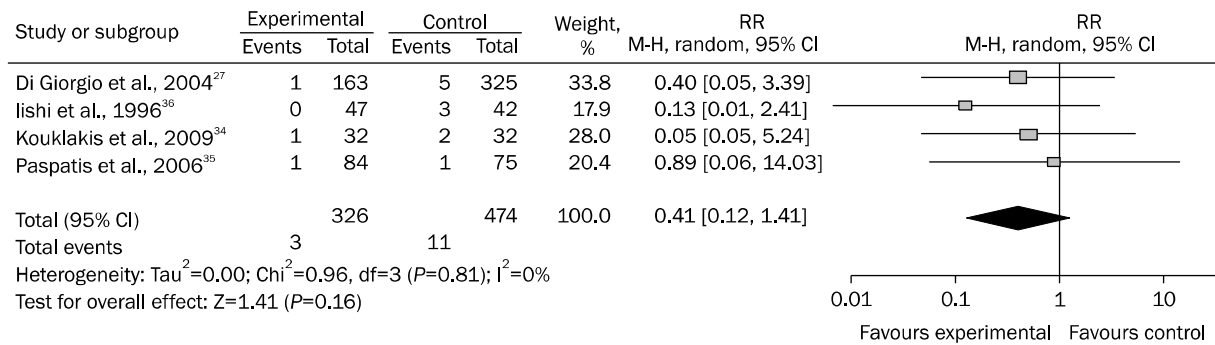 Study or subgroup Experimental Control Weight, % RR M-H, random, 95% CI RR M-H, random, 95% CI
Events Total Events Total
Di Giorgio et al., 2004²⁷ 1 163 5 325 33.8 0.40 [0.05, 3.39]
Iishi et al., 1996³⁶ 0 47 3 42 17.9 0.13 [0.01, 2.41]
Kouklakis et al., 2009³⁴ 1 32 2 32 28.0 0.05 [0.05, 5.24]
Paspatis et al., 2006³⁵ 1 84 1 75 20.4 0.89 [0.06, 14.03]
Total (95% CI) 326 474 100.0 0.41 [0.12, 1.41]
Total events 3 11
Heterogeneity: Tau²=0.00; Chi²=0.96, df=3 (P=0.81); I²=0%
Test for overall effect: Z=1.41 (P=0.16)
0.01 0.1 1 10
Favours experimental Favours control